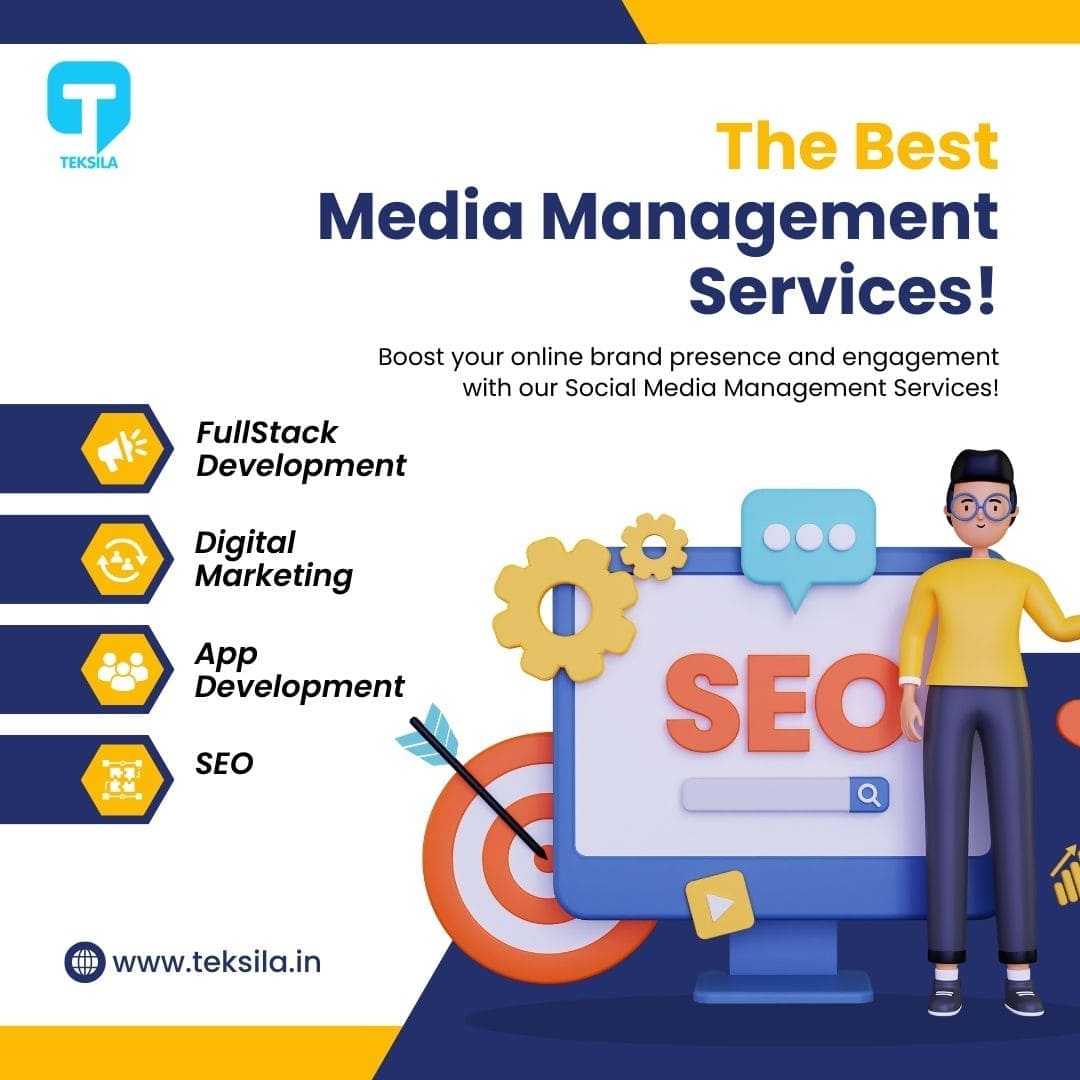 TEKSILA
The Best
Media Management
Services!
Boost your online brand presence and engagement
with our Social Media Management Services!
FullStack
Development
Digital
Marketing
App
Development
SEO
SEO
www.teksila.in